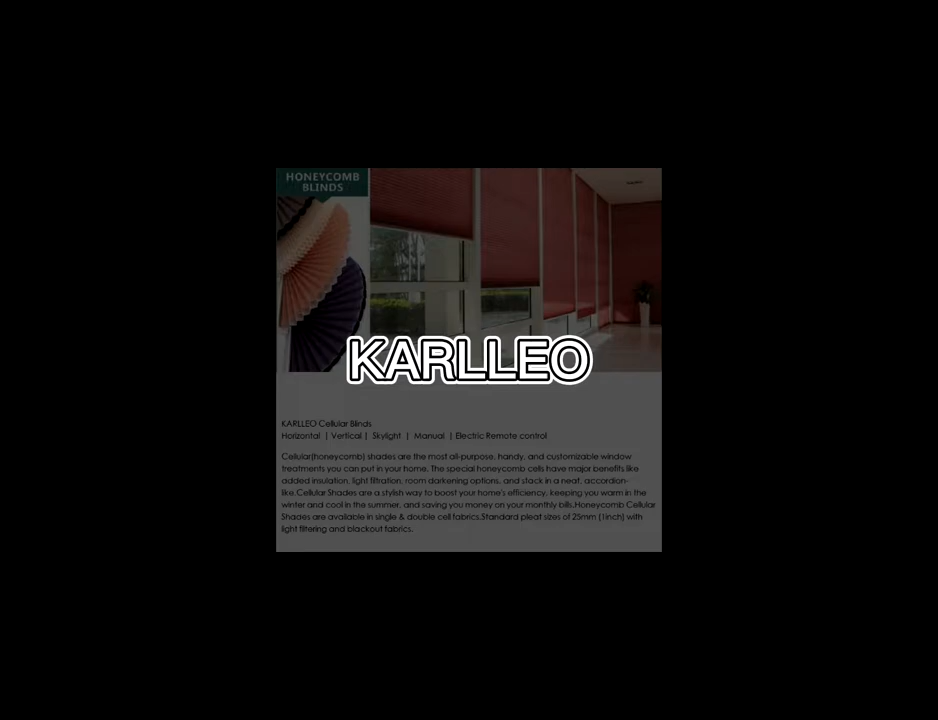 HONEYCOMB
BLINDS
KARLLEO
KARLLEO Cellular Blinds
Horizontal | Vertical | Skylight | Manual | Electric Remote control
Cellular(honeycomb) shades are the most all-purpose, handy, and customizable window
treatments you can put in your home. The special honeycomb cells have major benefits like
added insulation, light filtration, room darkening options, and stack in a neat, accordion-
like.Cellular Shades are a stylish way to boost your home's efficiency, keeping you warm in the
winter and cool in the summer, and saving you money on your monthly bills.Honeycomb Cellular
Shades are available in single & double cell fabrics.Standard pleat sizes of 25mm (1inch) with
light filtering and blackout fabrics.